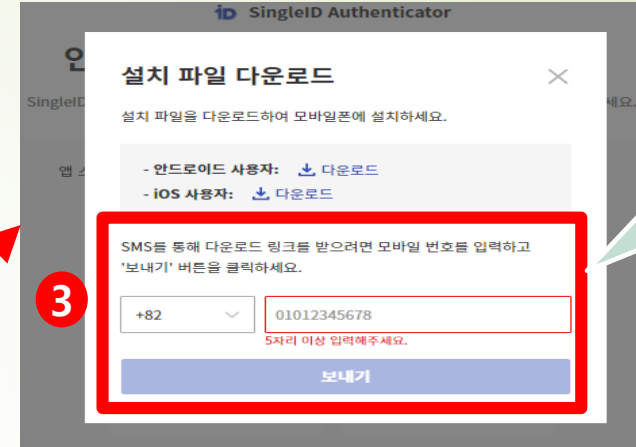 SingleID Authenticator
설치 파일 다운로드
설치 파일을 다운로드하여 모바일폰에 설치하세요.
- 안드로이드 사용자: 다운로드
- iOS 사용자: 다운로드
SMS를 통해 다운로드 링크를 받으려면 모바일 번호를 입력하고
'보내기' 버튼을 클릭하세요.
3
+82 01012345678
5자리 이상 입력해주세요.
보내기